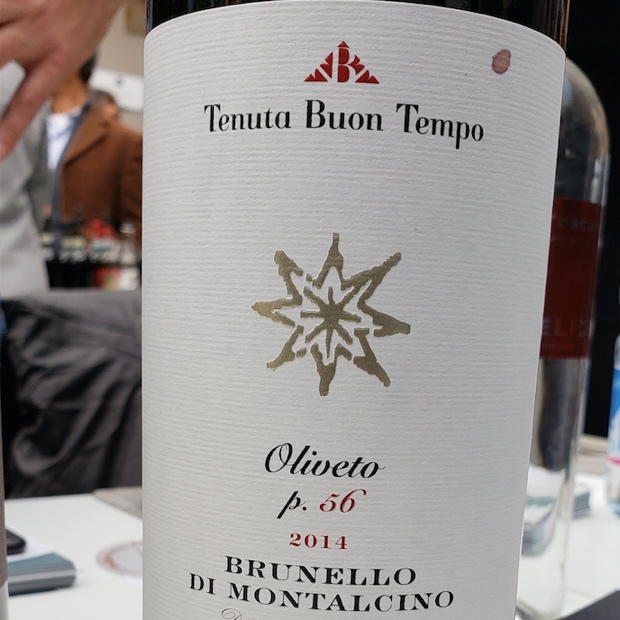 B
Tenuta Buon Tempo
Oliveto
p. 56
2014
BRUNELLO
DI MONTALCINO